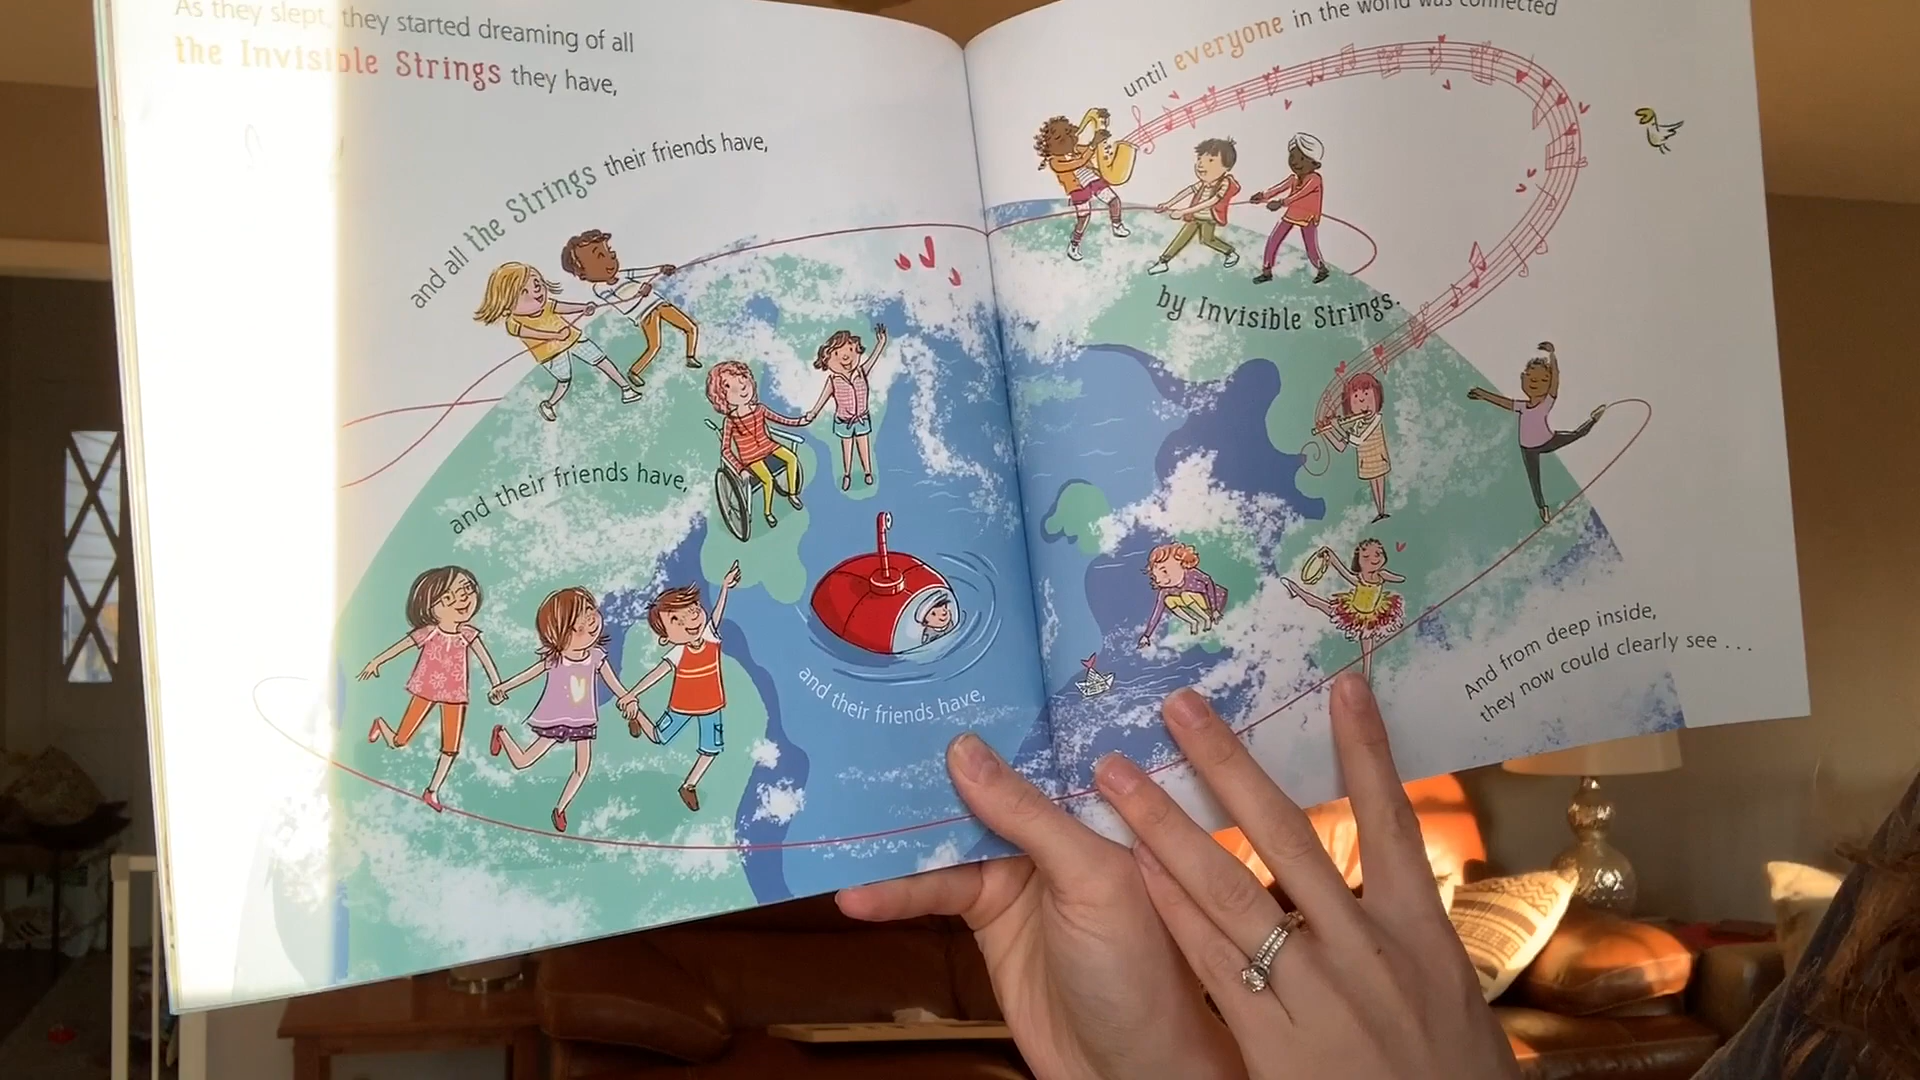 As they slept, they started dreaming of all
the Invisible Strings they have,
and all the Strings their friends have,
and their friends have,
and their friends have,
until everyone in the world was connected
by Invisible Strings.
And from deep inside,
they now could clearly see ...